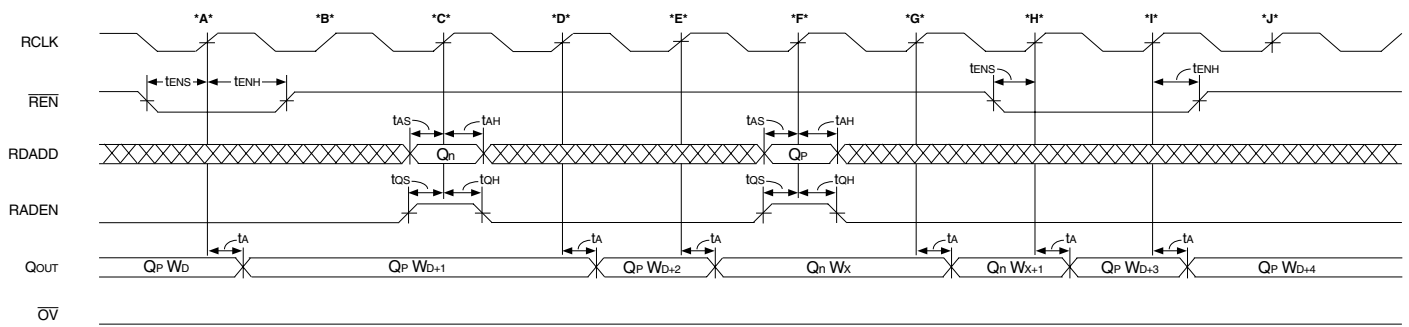 *A* *B* *C* *D* *E* *F* *G* *H* *I* *J*
RCLK
tENS tENH tENS tENH
REN
tAS tAH tAS tAH
RDADD Qn QP
tQS tQH tQS tQH
RADEN
tA tA tA tA tA tA
QOUT QP WD QP WD+1 QP WD+2 Qn WX Qn WX+1 QP WD+3 QP WD+4
OV